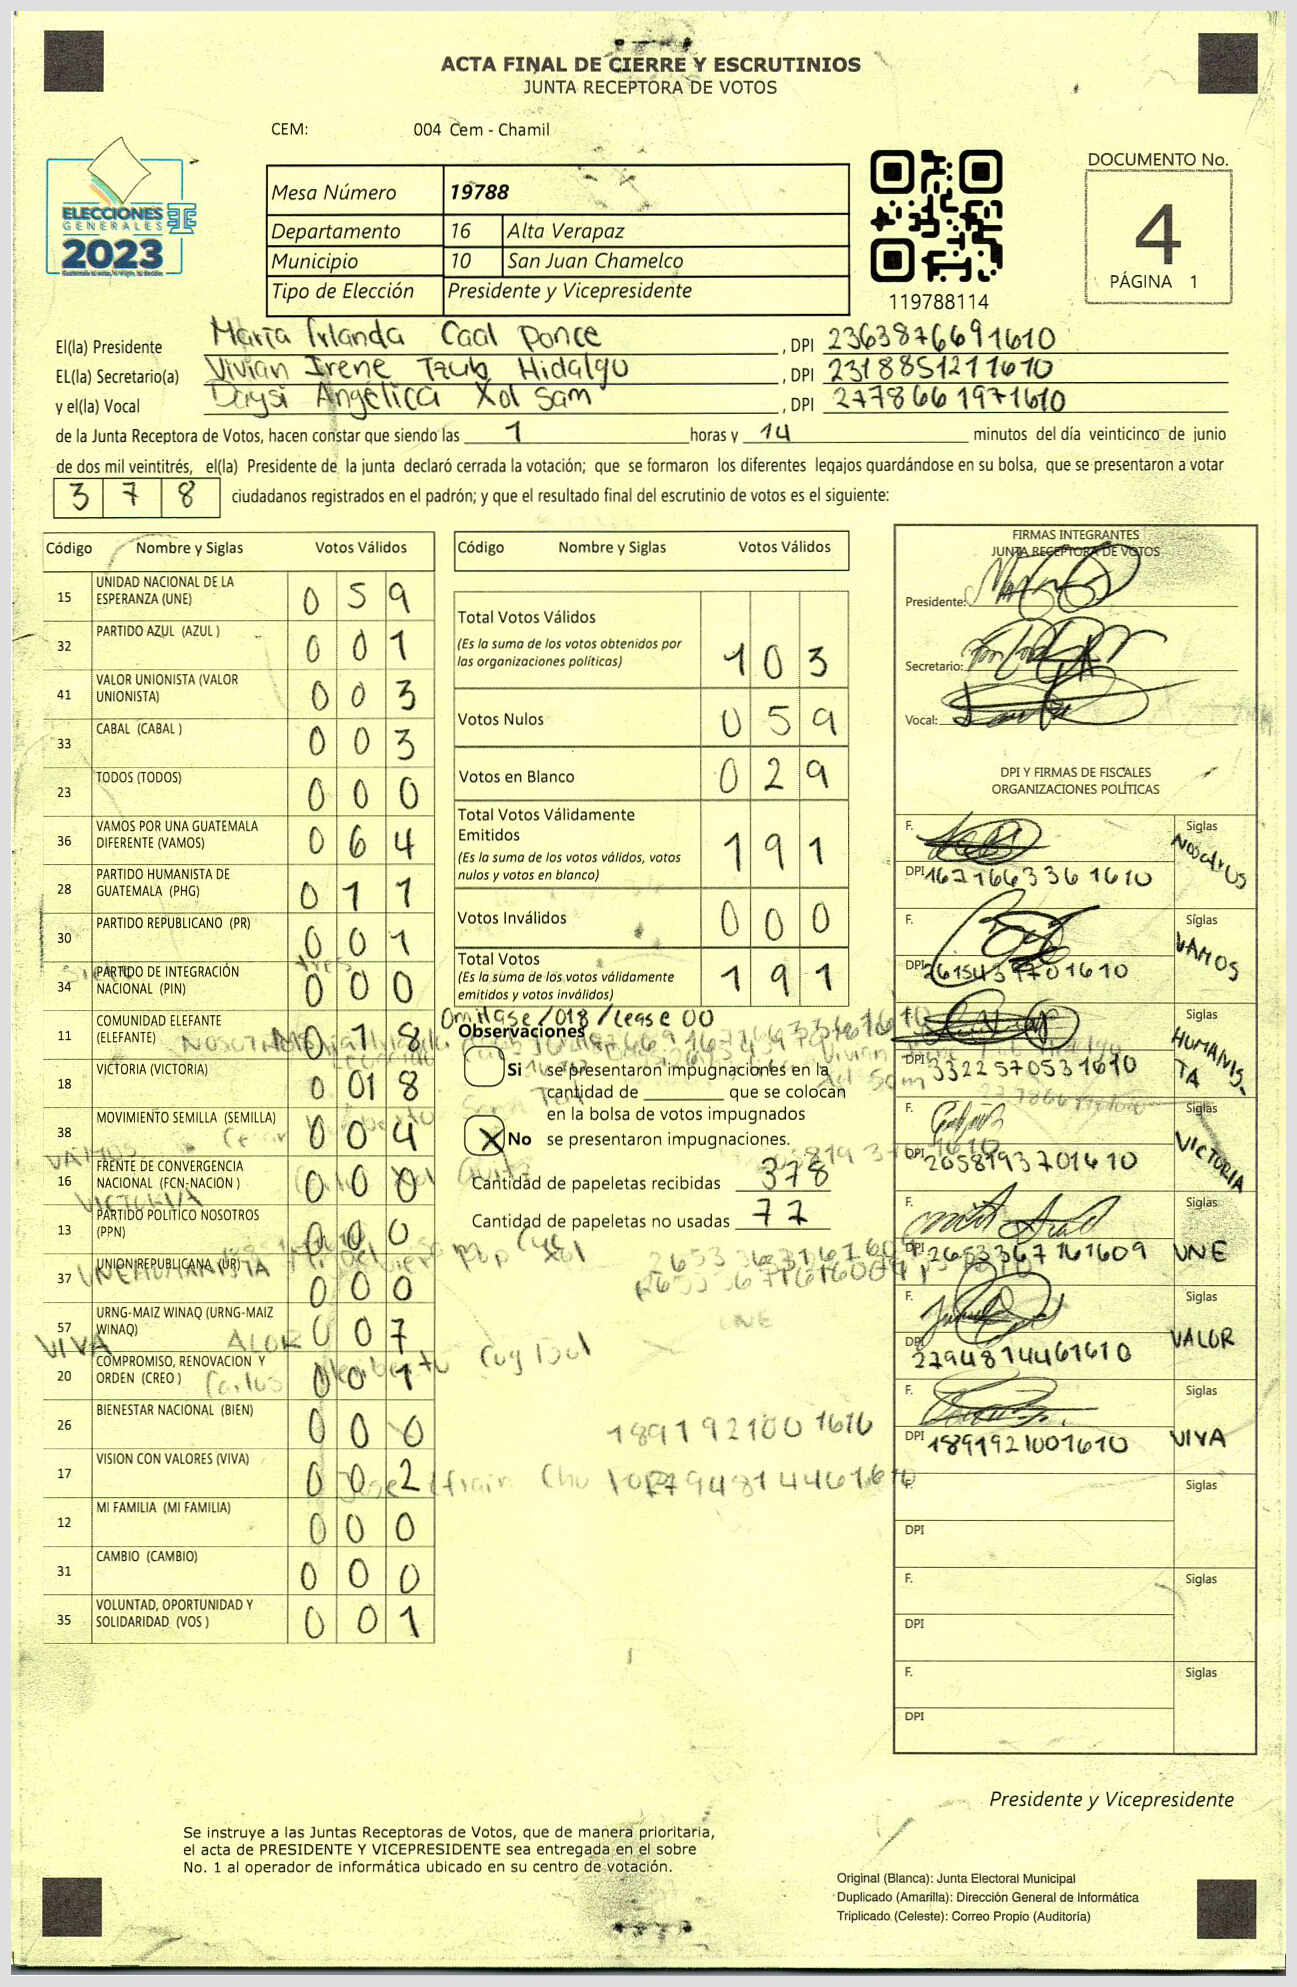 ACTA FINAL DE CIERRE Y ESCRUTINIOS
JUNTA RECEPTORA DE VOTOS
CEM: 004 Cem - Chamil
ELECCIONES
GENERALES
2023
Mesa Número 19788
Departamento 16 Alta Verapaz
Municipio 10 San Juan Chamelco
Tipo de Elección Presidente y Vicepresidente
119788114
DOCUMENTO No.
4
PÁGINA 1
El(la) Presidente María Irlanda Caal Ponce , DPI 2363876691610
EL(la) Secretario(a) Vivian Irene Tzub Hidalgo , DPI 2318851211610
y el(la) Vocal Daysi Angélica Xol Sam , DPI 2778661971610
de la Junta Receptora de Votos, hacen constar que siendo las 1 horas y 14 minutos del día veinticinco de junio
de dos mil veintitrés, el(la) Presidente de la junta declaró cerrada la votación; que se formaron los diferentes legajos guardándose en su bolsa, que se presentaron a votar
378 ciudadanos registrados en el padrón; y que el resultado final del escrutinio de votos es el siguiente:
Código Nombre y Siglas Votos Válidos
15 UNIDAD NACIONAL DE LA ESPERANZA (UNE) 0 5 9
32 PARTIDO AZUL (AZUL ) 0 0 1
41 VALOR UNIONISTA (VALOR UNIONISTA) 0 0 3
33 CABAL (CABAL ) 0 0 3
23 TODOS (TODOS) 0 0 0
36 VAMOS POR UNA GUATEMALA DIFERENTE (VAMOS) 0 6 4
28 PARTIDO HUMANISTA DE GUATEMALA (PHG) 0 1 1
30 PARTIDO REPUBLICANO (PR) 0 0 1
34 PARTIDO DE INTEGRACIÓN NACIONAL (PIN) 0 0 0
11 COMUNIDAD ELEFANTE (ELEFANTE) 0 1 8
18 VICTORIA (VICTORIA) 0 01 8
38 MOVIMIENTO SEMILLA (SEMILLA) 0 0 4
16 FRENTE DE CONVERGENCIA NACIONAL (FCN-NACION ) 0 0 0
13 PARTIDO POLITICO NOSOTROS (PPN) 0 0 0
37 UNION REPUBLICANA (UR) 0 0 0
57 URNG-MAIZ WINAQ (URNG-MAIZ WINAQ) 0 0 7
20 COMPROMISO, RENOVACION Y ORDEN (CREO ) 0 0 1
26 BIENESTAR NACIONAL (BIEN) 0 0 0
17 VISION CON VALORES (VIVA) 0 0 2
12 MI FAMILIA (MI FAMILIA) 0 0 0
31 CAMBIO (CAMBIO) 0 0 0
35 VOLUNTAD, OPORTUNIDAD Y SOLIDARIDAD (VOS ) 0 0 1
Código Nombre y Siglas Votos Válidos
Total Votos Válidos 1 0 3
(Es la suma de los votos obtenidos por
las organizaciones políticas)
Votos Nulos 0 5 9
Votos en Blanco 0 2 9
Total Votos Válidamente
Emitidos 1 9 1
(Es la suma de los votos válidos, votos
nulos y votos en blanco)
Votos Inválidos 0 0 0
Total Votos 1 9 1
(Es la suma de los votos válidamente
emitidos y votos inválidos)
Omitase /018 / Lease 00
Observaciones
Si se presentaron impugnaciones en la
cantidad de ________ que se colocan
en la bolsa de votos impugnados
X No se presentaron impugnaciones.
Cantidad de papeletas recibidas 378
Cantidad de papeletas no usadas 77
VAMOS
VICTORIA
UNE HUMANISTA
VIVA
Carlos
UNE
1891921001610
2794814461610
FIRMAS INTEGRANTES
JUNTA RECEPTORA DE VOTOS
Presidente:
Secretario:
Vocal:
DPI Y FIRMAS DE FISCALES
ORGANIZACIONES POLÍTICAS
F. Siglas NOSOTROS
DPI 1671663361610
F. Siglas VAMOS
DPI 2615439701610
F. Siglas HUMANISTA
DPI 3322570531610
F. Siglas VICTORIA
DPI 2058193701610
F. Siglas UNE
DPI 2653367161609
F. Siglas VALOR
DPI 2794814461610
F. Siglas VIVA
DPI 1891921001610
F. Siglas
DPI
F. Siglas
DPI
F. Siglas
DPI
Presidente y Vicepresidente
Se instruye a las Juntas Receptoras de Votos, que de manera prioritaria,
el acta de PRESIDENTE Y VICEPRESIDENTE sea entregada en el sobre
No. 1 al operador de informática ubicado en su centro de votación.
Original (Blanca): Junta Electoral Municipal
Duplicado (Amarilla): Dirección General de Informática
Triplicado (Celeste): Correo Propio (Auditoría)